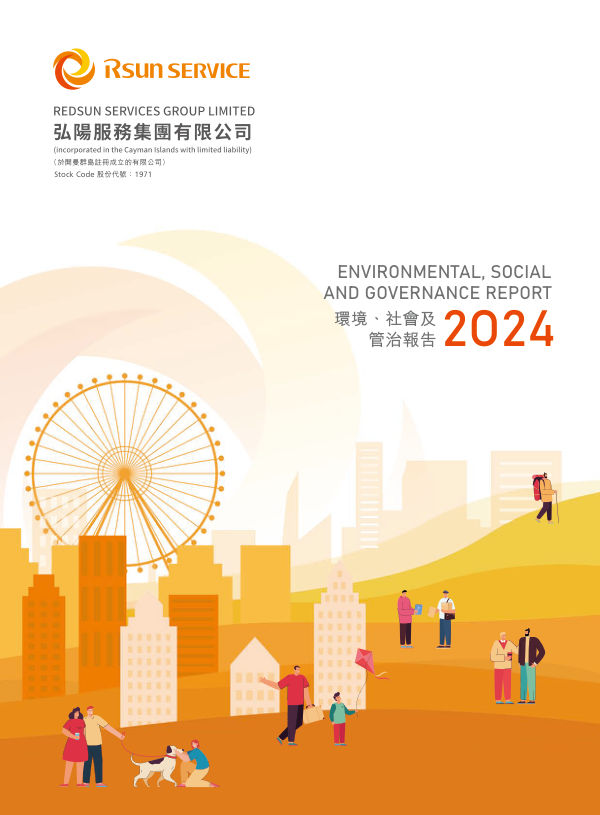 RSUN SERVICE
REDSUN SERVICES GROUP LIMITED
弘陽服務集團有限公司
(incorporated in the Cayman Islands with limited liability)
(於開曼群島註冊成立的有限公司)
Stock Code 股份代號：1971
ENVIRONMENTAL, SOCIAL
AND GOVERNANCE REPORT
環境、社會及
管治報告 2024